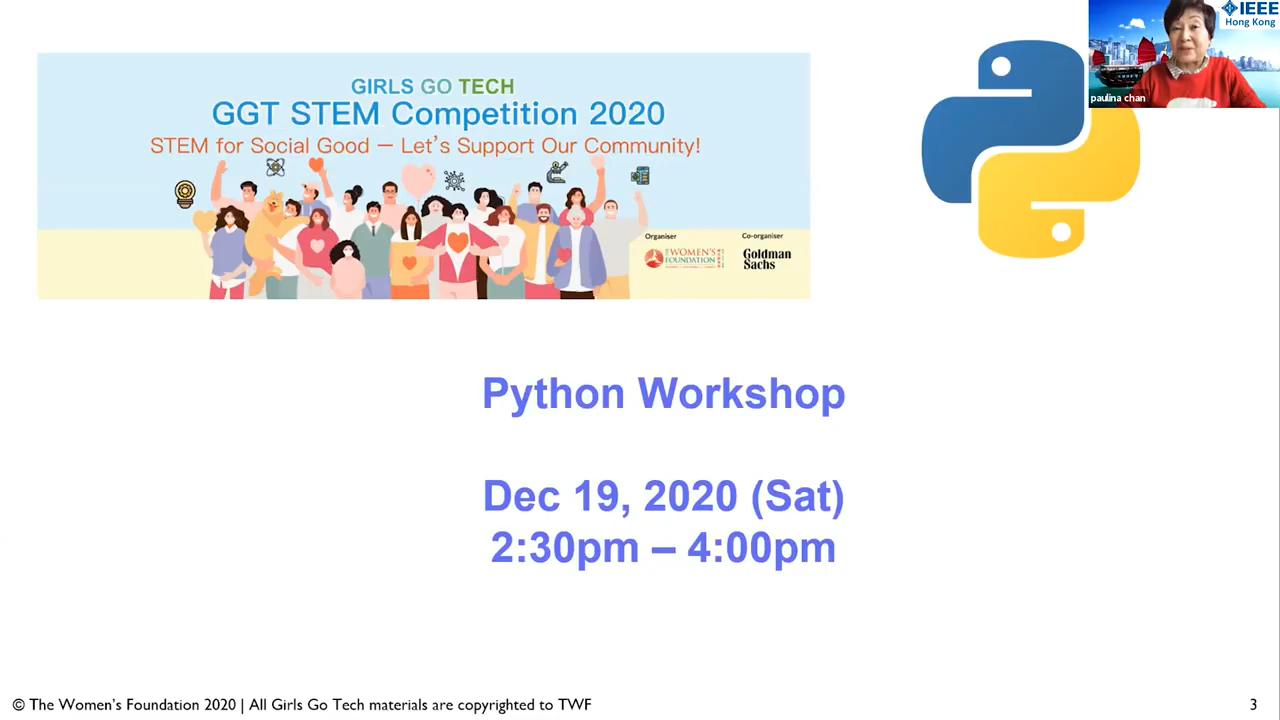 IEEE
Hong Kong
paulina chan
GIRLS GO TECH
GGT STEM Competition 2020
STEM for Social Good – Let's Support Our Community!
Organiser
Co-organiser
THE WOMEN'S
FOUNDATION
Goldman
Sachs
Python Workshop
Dec 19, 2020 (Sat)
2:30pm – 4:00pm
© The Women's Foundation 2020 | All Girls Go Tech materials are copyrighted to TWF
3